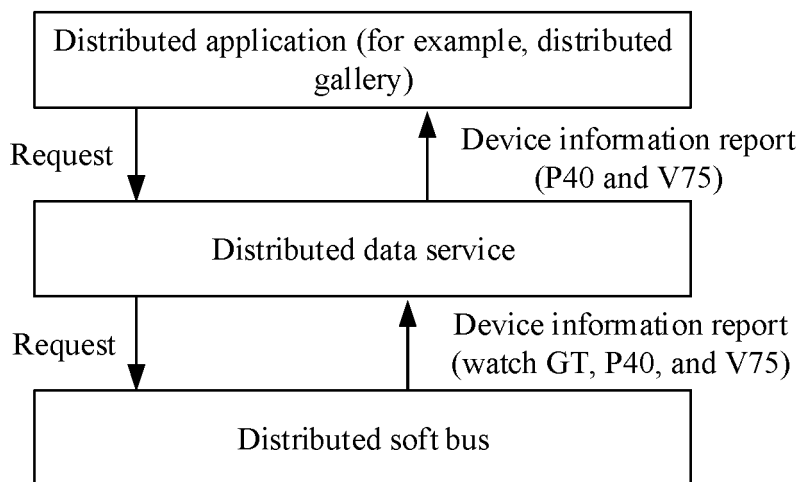 Distributed application (for example, distributed
gallery)
Request
Device information report
(P40 and V75)
Distributed data service
Request
Device information report
(watch GT, P40, and V75)
Distributed soft bus